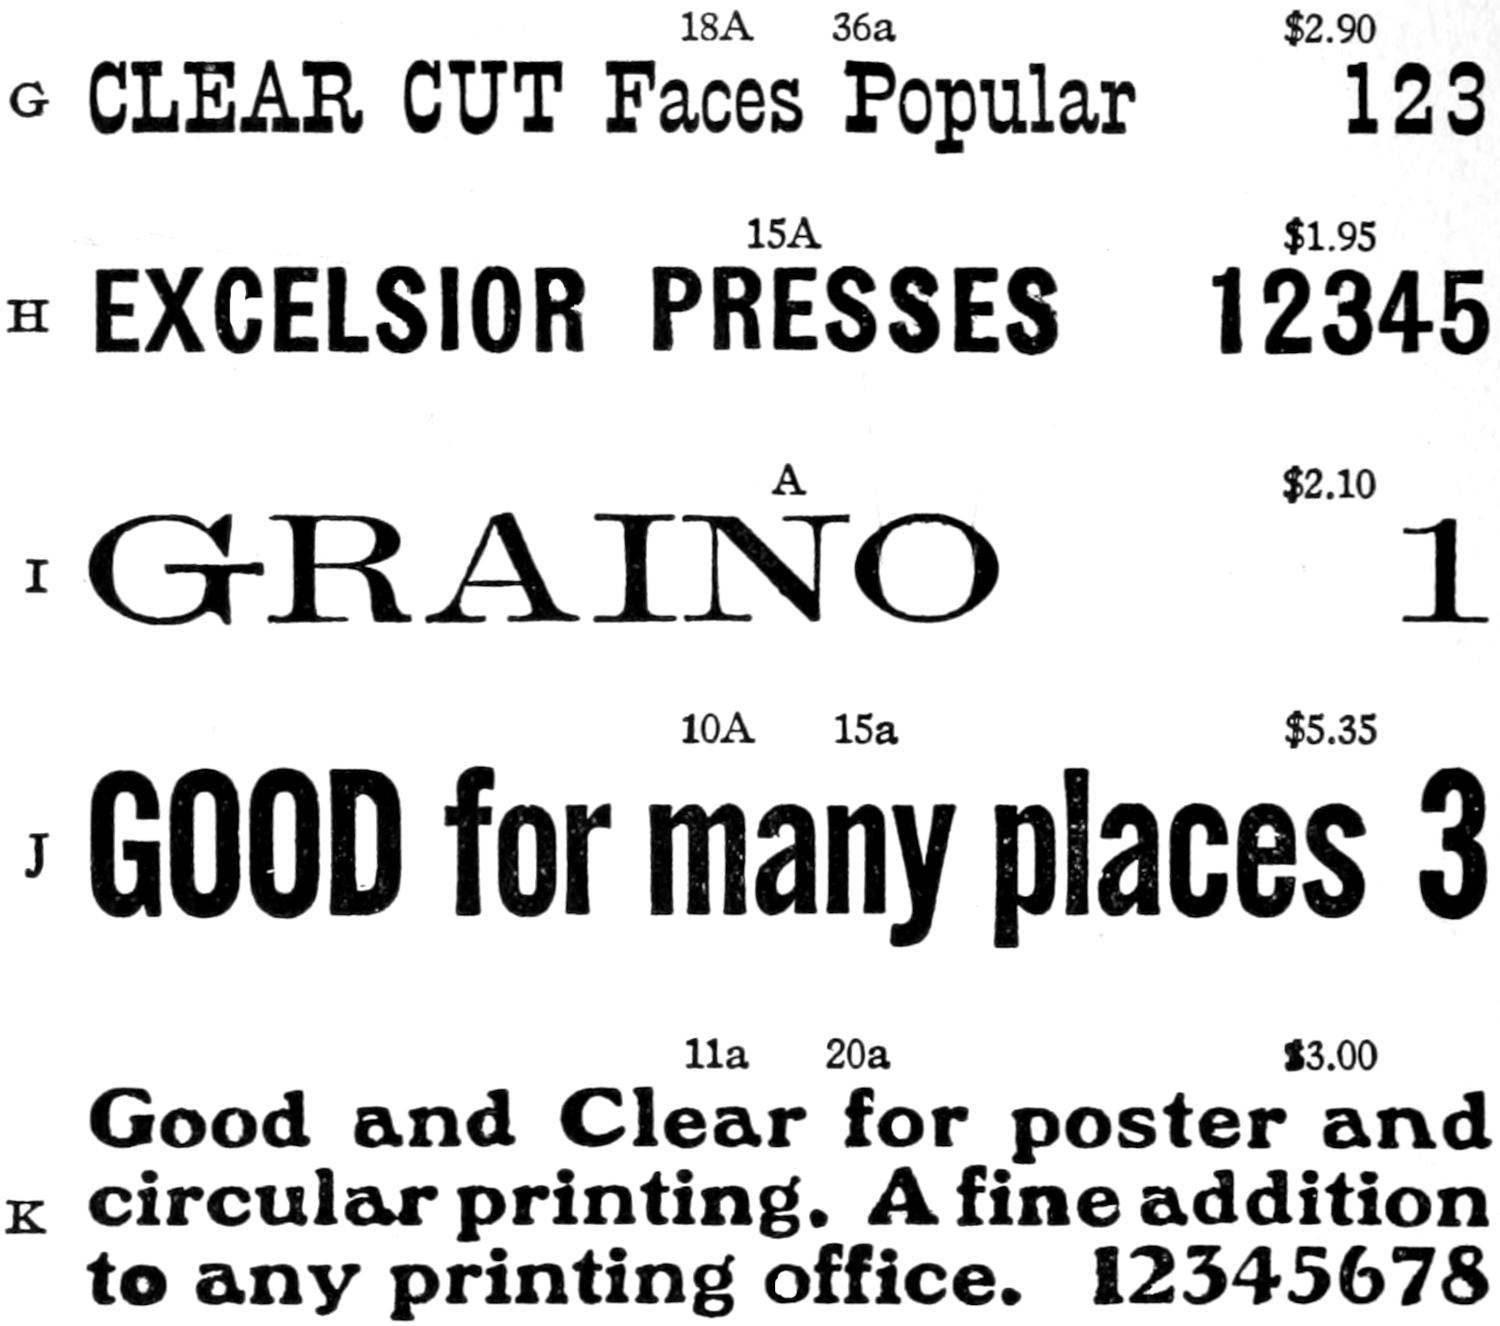 18A 36a $2.90
G CLEAR CUT Faces Popular 123
15A $1.95
H EXCELSIOR PRESSES 12345
A $2.10
I GRAINO 1
10A 15a $5.35
J GOOD for many places 3
11a 20a $3.00
Good and Clear for poster and
K circular printing. A fine addition
to any printing office. 12345678